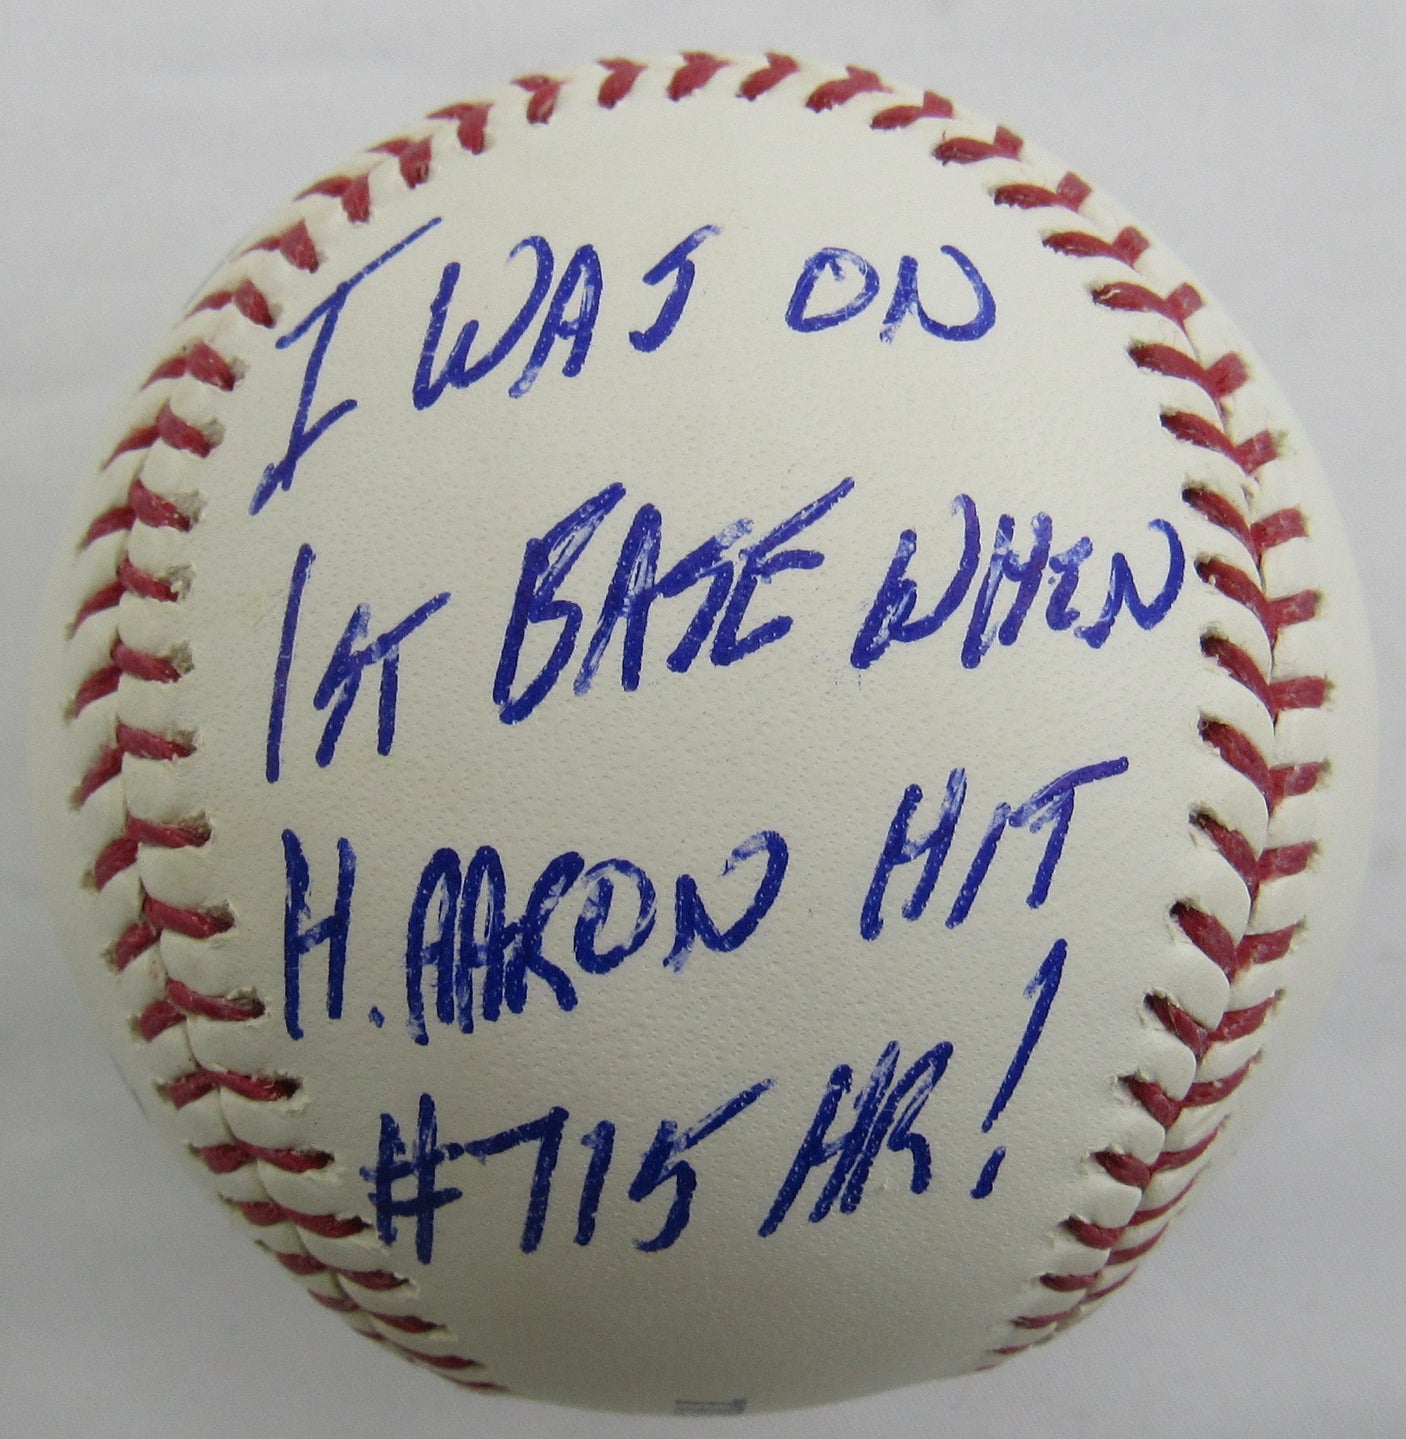 I WAS ON
1ST BASE WHEN
H. AARON HIT
#715 HR!